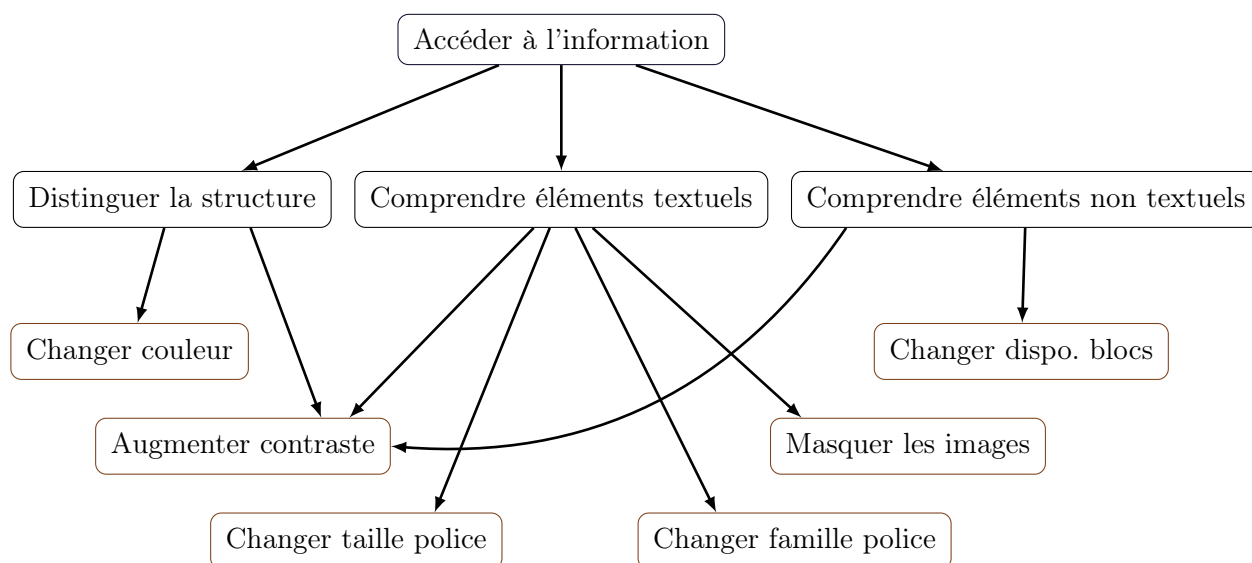 Accéder à l'information
Distinguer la structure
Comprendre éléments textuels
Comprendre éléments non textuels
Changer couleur
Changer dispo. blocs
Augmenter contraste
Masquer les images
Changer taille police
Changer famille police